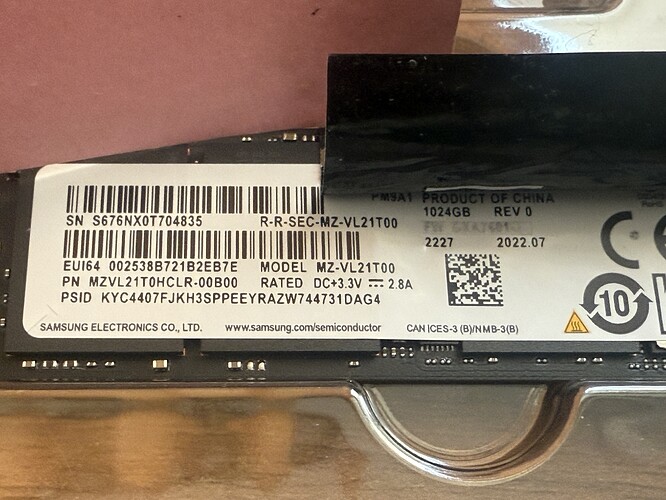 SN S676NX0T704835
R-R-SEC-MZ-VL21T00
EUI64 002538B721B2EB7E MODEL MZ-VL21T00
PN MZVL21T0HCLR-00B00 RATED DC+3.3V ⎓ 2.8A
PSID KYC4407FJKH3SPPEEYRAZW744731DAG4
SAMSUNG ELECTRONICS CO., LTD. www.samsung.com/semiconductor CAN ICES-3 (B)/NMB-3(B)
PM9A1 PRODUCT OF CHINA
1024GB REV 0
2227 2022.07
10